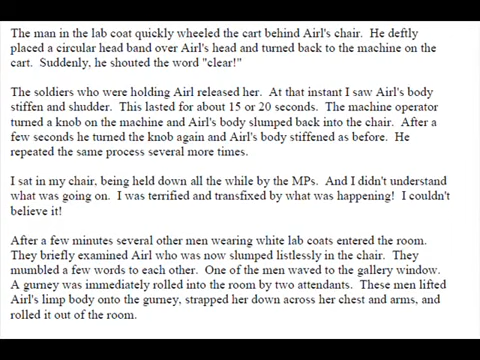 The man in the lab coat quickly wheeled the cart behind Airl's chair.  He deftly
placed a circular head band over Airl's head and turned back to the machine on the
cart.  Suddenly, he shouted the word "clear!"
The soldiers who were holding Airl released her.  At that instant I saw Airl's body
stiffen and shudder.  This lasted for about 15 or 20 seconds.  The machine operator
turned a knob on the machine and Airl's body slumped back into the chair.  After a
few seconds he turned the knob again and Airl's body stiffened as before.  He
repeated the same process several more times.
I sat in my chair, being held down all the while by the MPs.  And I didn't understand
what was going on.  I was terrified and transfixed by what was happening!  I couldn't
believe it!
After a few minutes several other men wearing white lab coats entered the room.
They briefly examined Airl who was now slumped listlessly in the chair.  They
mumbled a few words to each other.  One of the men waved to the gallery window.
A gurney was immediately rolled into the room by two attendants.  These men lifted
Airl's limp body onto the gurney, strapped her down across her chest and arms, and
rolled it out of the room.